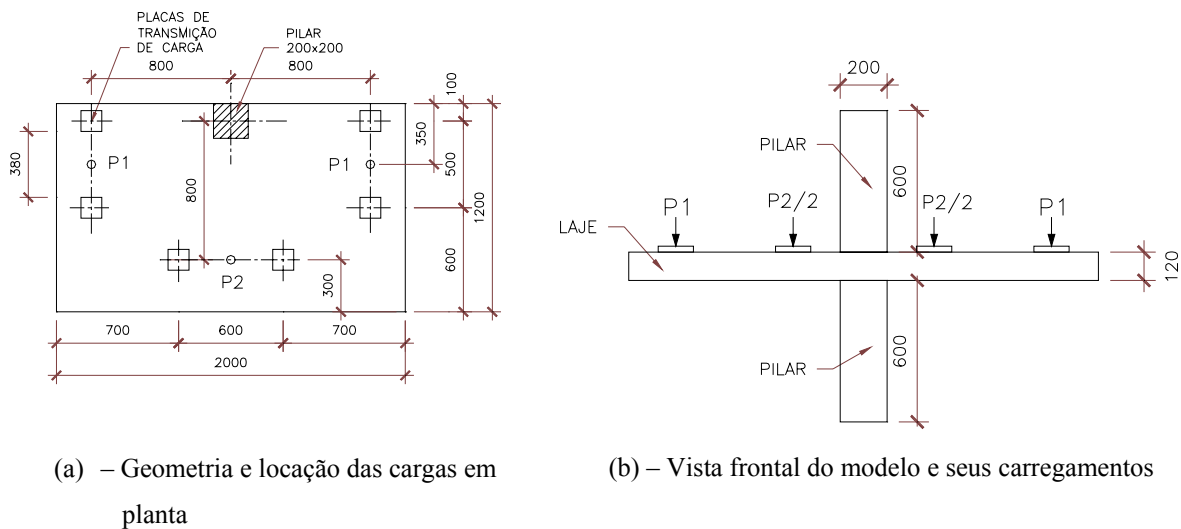 PLACAS DE
TRANSMIÇÃO
DE CARGA
PILAR
200x200
800
800
100
350
380
P1
P1
500
800
1200
600
P2
300
700
600
700
2000
200
PILAR
600
P1
P2/2
P2/2
P1
LAJE
120
PILAR
600
(a) – Geometria e locação das cargas em
planta
(b) – Vista frontal do modelo e seus carregamentos